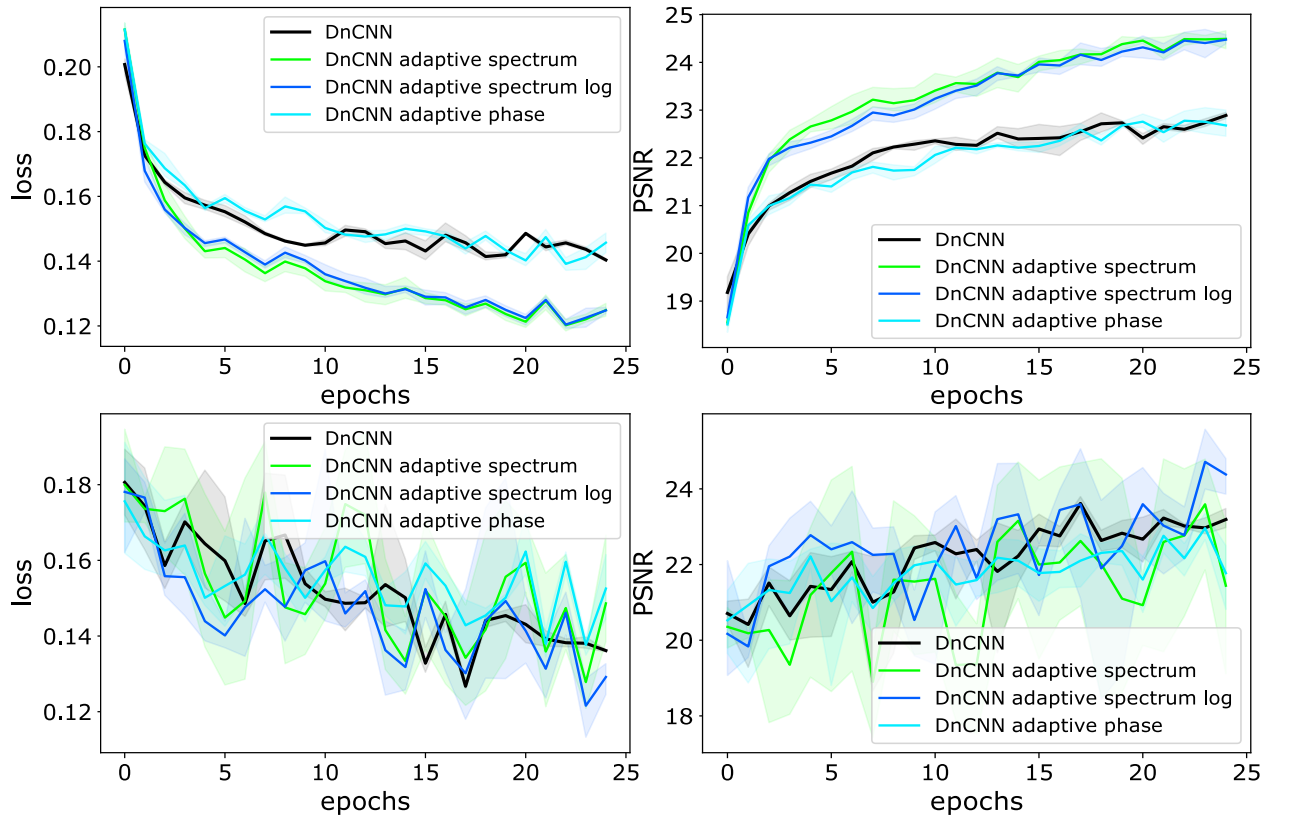 0.20
0.18
0.16
0.14
0.12
loss
DnCNN
DnCNN adaptive spectrum
DnCNN adaptive spectrum log
DnCNN adaptive phase
0 5 10 15 20 25
epochs
25
24
23
22
21
20
19
PSNR
DnCNN
DnCNN adaptive spectrum
DnCNN adaptive spectrum log
DnCNN adaptive phase
0 5 10 15 20 25
epochs
0.18
0.16
0.14
0.12
loss
DnCNN
DnCNN adaptive spectrum
DnCNN adaptive spectrum log
DnCNN adaptive phase
0 5 10 15 20 25
epochs
24
22
20
18
PSNR
DnCNN
DnCNN adaptive spectrum
DnCNN adaptive spectrum log
DnCNN adaptive phase
0 5 10 15 20 25
epochs